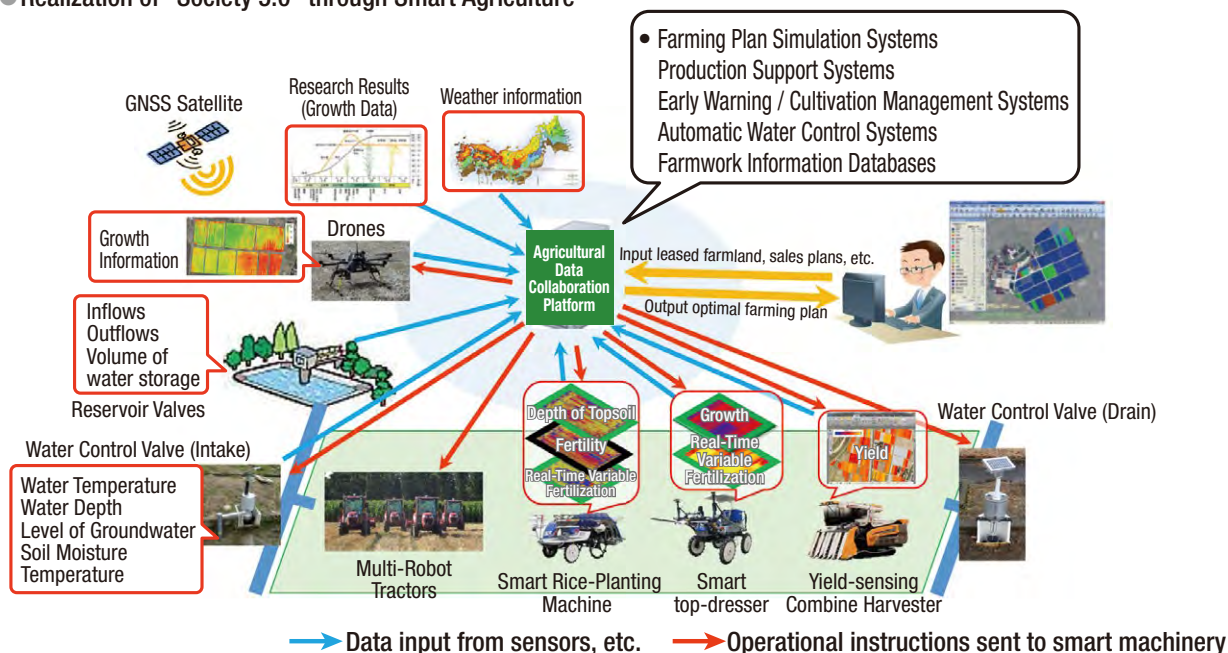 Realization of "Society 5.0" through Smart Agriculture
• Farming Plan Simulation Systems
Production Support Systems
Early Warning / Cultivation Management Systems
Automatic Water Control Systems
Farmwork Information Databases
GNSS Satellite
Research Results
(Growth Data)
Weather information
Growth
Information
Drones
Agricultural
Data
Collaboration
Platform
Input leased farmland, sales plans, etc.
Output optimal farming plan
Inflows
Outflows
Volume of
water storage
Reservoir Valves
Water Control Valve (Intake)
Water Temperature
Water Depth
Level of Groundwater
Soil Moisture
Temperature
Depth of Topsoil
Fertility
Real-Time Variable
Fertilization
Growth
Real-Time
Variable
Fertilization
Yield
Water Control Valve (Drain)
Multi-Robot
Tractors
Smart Rice-Planting
Machine
Smart
top-dresser
Yield-sensing
Combine Harvester
Data input from sensors, etc.
Operational instructions sent to smart machinery